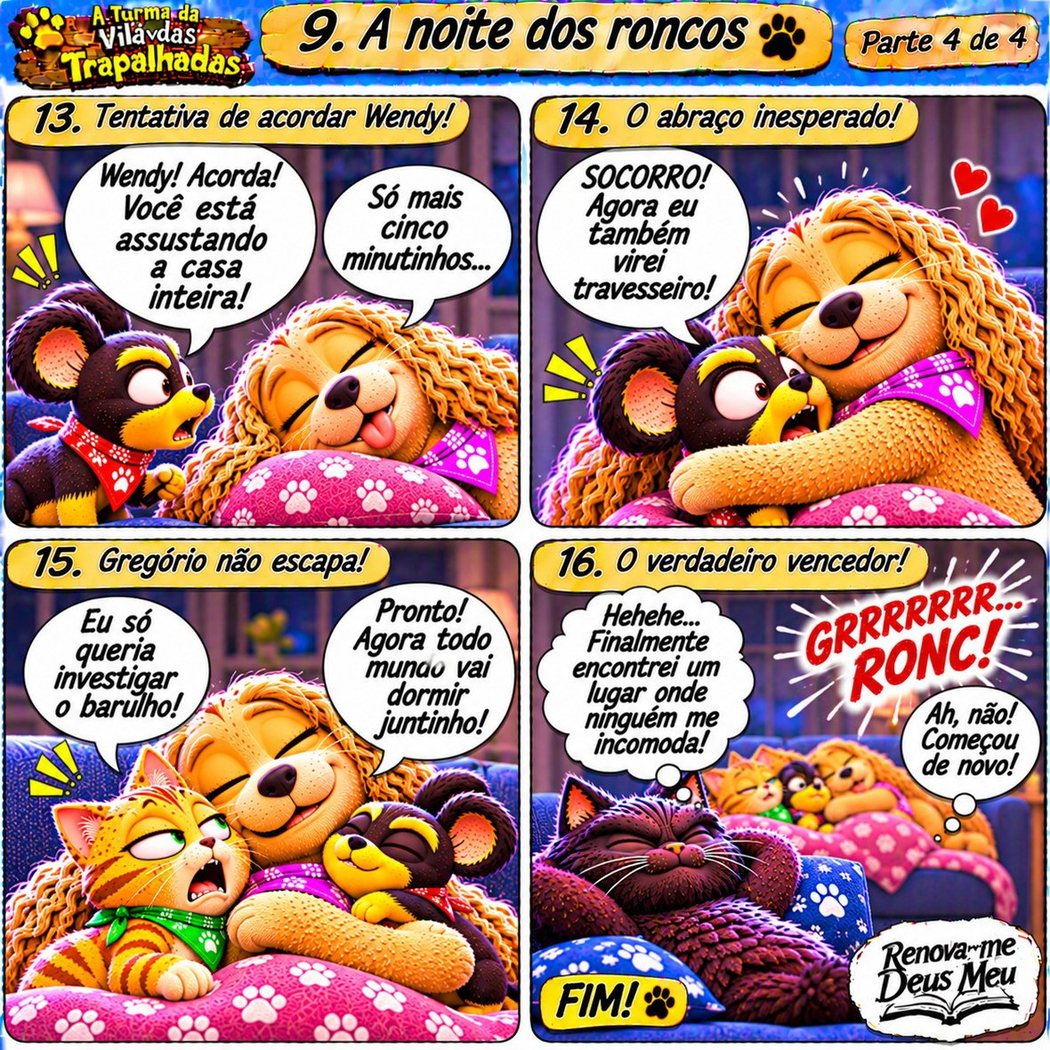 A Turma da
Vila das
Trapalhadas
9. A noite dos roncos
Parte 4 de 4
13. Tentativa de acordar Wendy!
Wendy! Acorda!
Você está
assustando
a casa
inteira!
Só mais
cinco
minutinhos...
14. O abraço inesperado!
SOCORRO!
Agora eu
também
virei
travesseiro!
15. Gregório não escapa!
Eu só
queria
investigar
o barulho!
Pronto!
Agora todo
mundo vai
dormir
juntinho!
16. O verdadeiro vencedor!
Hehehe...
Finalmente
encontrei um
lugar onde
ninguém me
incomoda!
GRRRRRRR...
RONC!
Ah, não!
Começou
de novo!
FIM!
Renova-me
Deus Meu